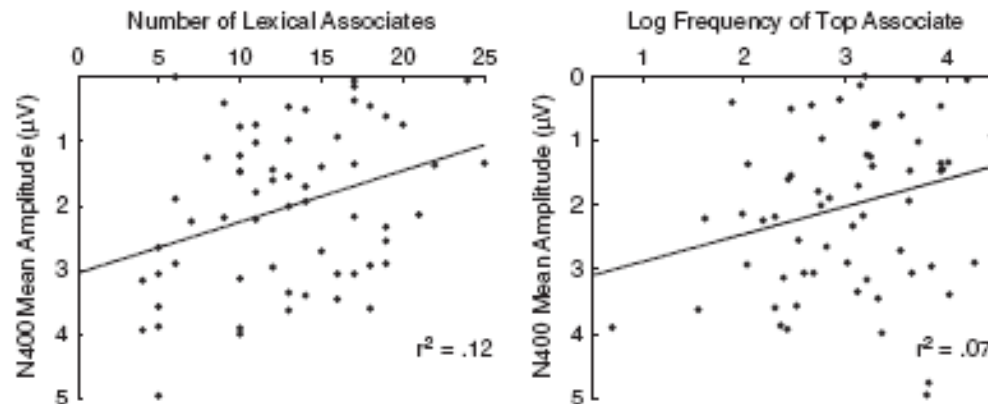 Number of Lexical Associates
0 5 10 15 20 25
N400 Mean Amplitude (µV)
0
1
2
3
4
5
r² = .12
Log Frequency of Top Associate
1 2 3 4
N400 Mean Amplitude (µV)
0
1
2
3
4
5
r² = .07